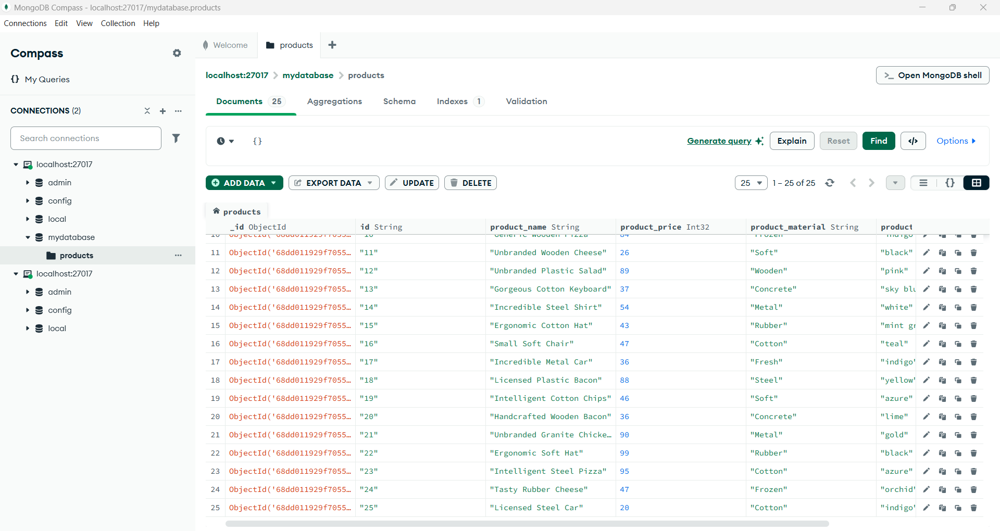 MongoDB Compass - localhost:27017/mydatabase.products
Connections Edit View Collection Help
Compass
My Queries
CONNECTIONS (2)
Search connections
localhost:27017
admin
config
local
mydatabase
products
localhost:27017
admin
config
local
Welcome products
localhost:27017 mydatabase products
>_ Open MongoDB shell
Documents 25 Aggregations Schema Indexes 1 Validation
{} Generate query Explain Reset Find </> Options
ADD DATA EXPORT DATA UPDATE DELETE 25 1 – 25 of 25
products
_id ObjectId id String product_name String product_price Int32 product_material String product
10 ObjectId('68dd011929f7055… "10" "Generic Wooden Pizza" 84 "Frozen" "indigo"
11 ObjectId('68dd011929f7055… "11" "Unbranded Wooden Cheese" 26 "Soft" "black"
12 ObjectId('68dd011929f7055… "12" "Unbranded Plastic Salad" 89 "Wooden" "pink"
13 ObjectId('68dd011929f7055… "13" "Gorgeous Cotton Keyboard" 37 "Concrete" "sky blu
14 ObjectId('68dd011929f7055… "14" "Incredible Steel Shirt" 54 "Metal" "white"
15 ObjectId('68dd011929f7055… "15" "Ergonomic Cotton Hat" 43 "Rubber" "mint gr
16 ObjectId('68dd011929f7055… "16" "Small Soft Chair" 47 "Cotton" "teal"
17 ObjectId('68dd011929f7055… "17" "Incredible Metal Car" 36 "Fresh" "indigo"
18 ObjectId('68dd011929f7055… "18" "Licensed Plastic Bacon" 88 "Steel" "yellow"
19 ObjectId('68dd011929f7055… "19" "Intelligent Cotton Chips" 46 "Soft" "azure"
20 ObjectId('68dd011929f7055… "20" "Handcrafted Wooden Bacon" 36 "Concrete" "lime"
21 ObjectId('68dd011929f7055… "21" "Unbranded Granite Chicke… 90 "Metal" "gold"
22 ObjectId('68dd011929f7055… "22" "Ergonomic Soft Hat" 99 "Rubber" "black"
23 ObjectId('68dd011929f7055… "23" "Intelligent Steel Pizza" 95 "Cotton" "azure"
24 ObjectId('68dd011929f7055… "24" "Tasty Rubber Cheese" 47 "Frozen" "orchid"
25 ObjectId('68dd011929f7055… "25" "Licensed Steel Car" 20 "Cotton" "indigo"